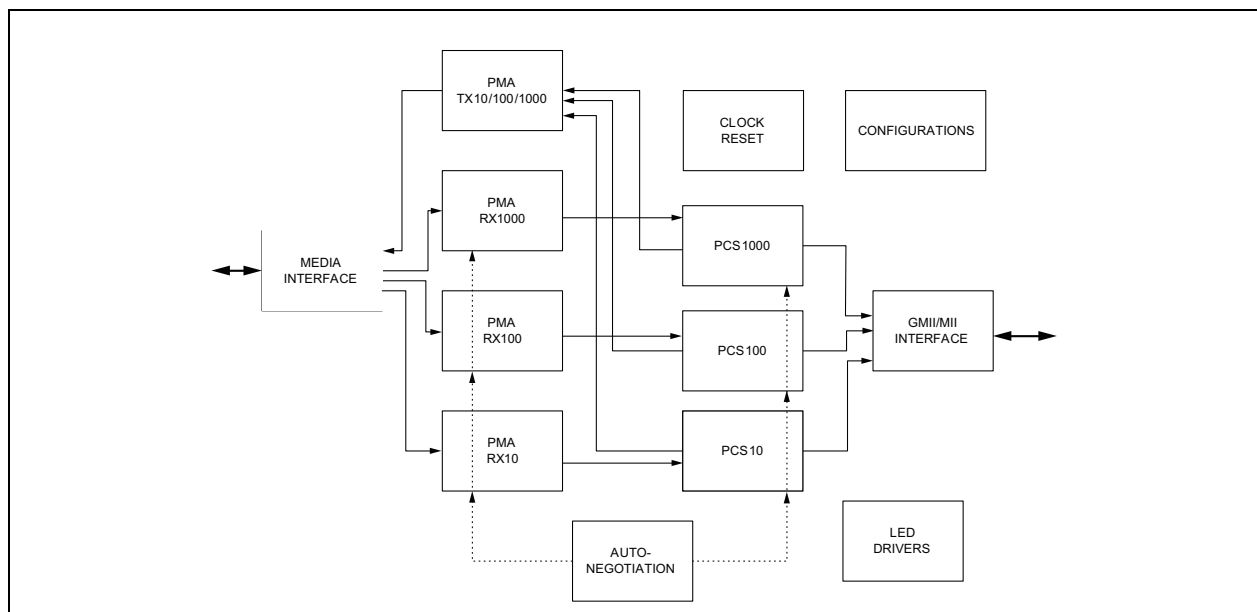 PMA
TX10/100/1000
CLOCK
RESET
CONFIGURATIONS
PMA
RX1000
PCS1000
MEDIA
INTERFACE
PMA
RX100
PCS100
GMII/MII
INTERFACE
PMA
RX10
PCS10
AUTO-
NEGOTIATION
LED
DRIVERS